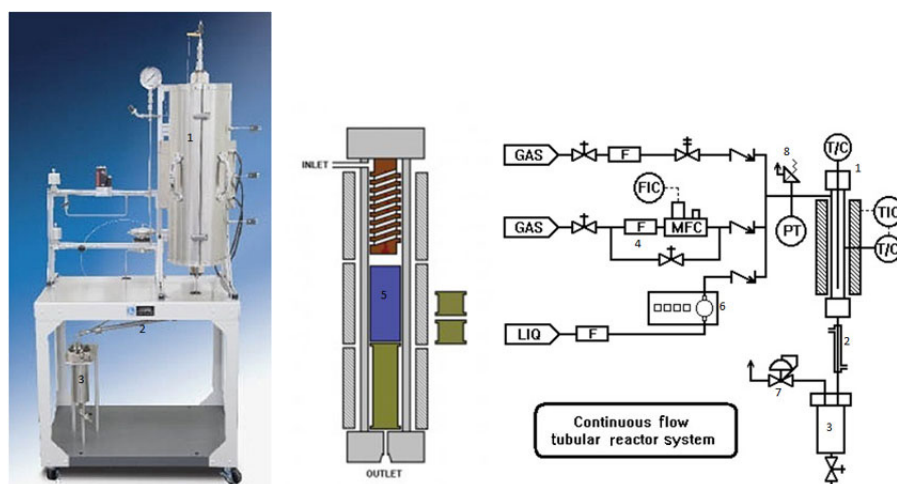 1
2
3
INLET
5
OUTLET
GAS
F
8
T/C
1
FIC
PT
TIC
GAS
F
MFC
4
T/C
6
LIQ
F
2
7
3
Continuous flow
tubular reactor system